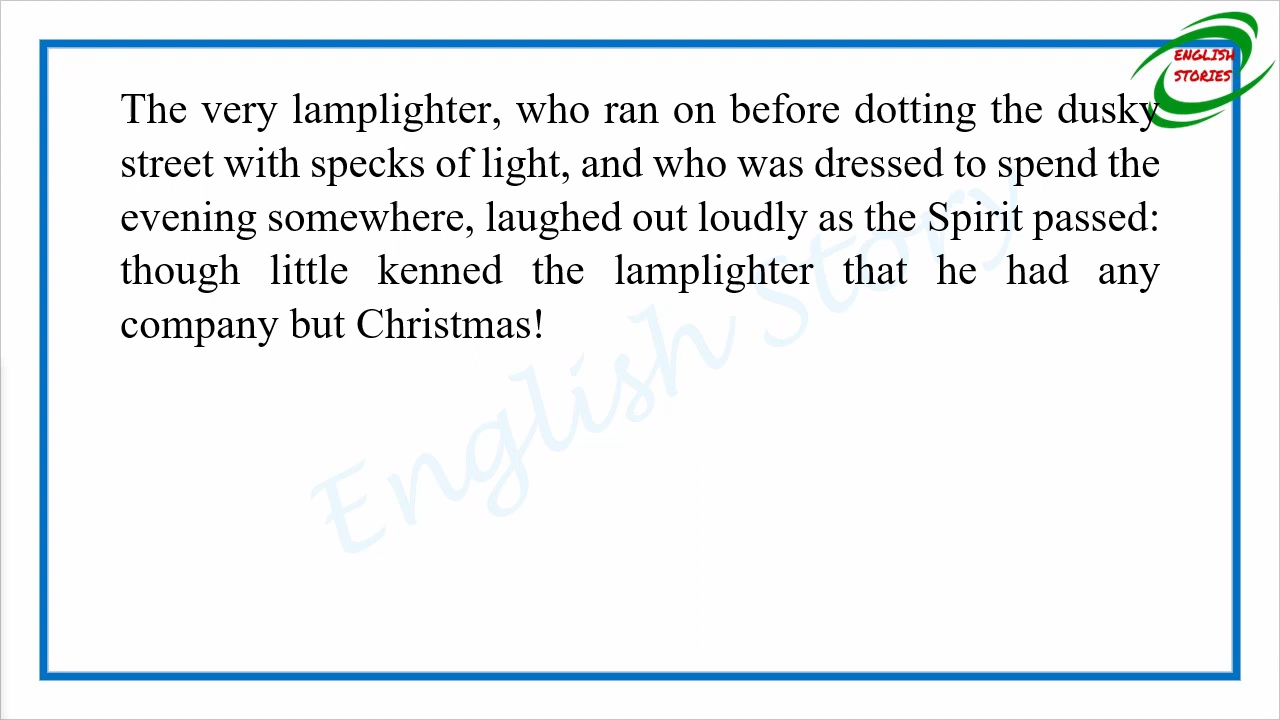 ENGLISH
STORIES
The very lamplighter, who ran on before dotting the dusky
street with specks of light, and who was dressed to spend the
evening somewhere, laughed out loudly as the Spirit passed:
though little kenned the lamplighter that he had any
company but Christmas!
English Story